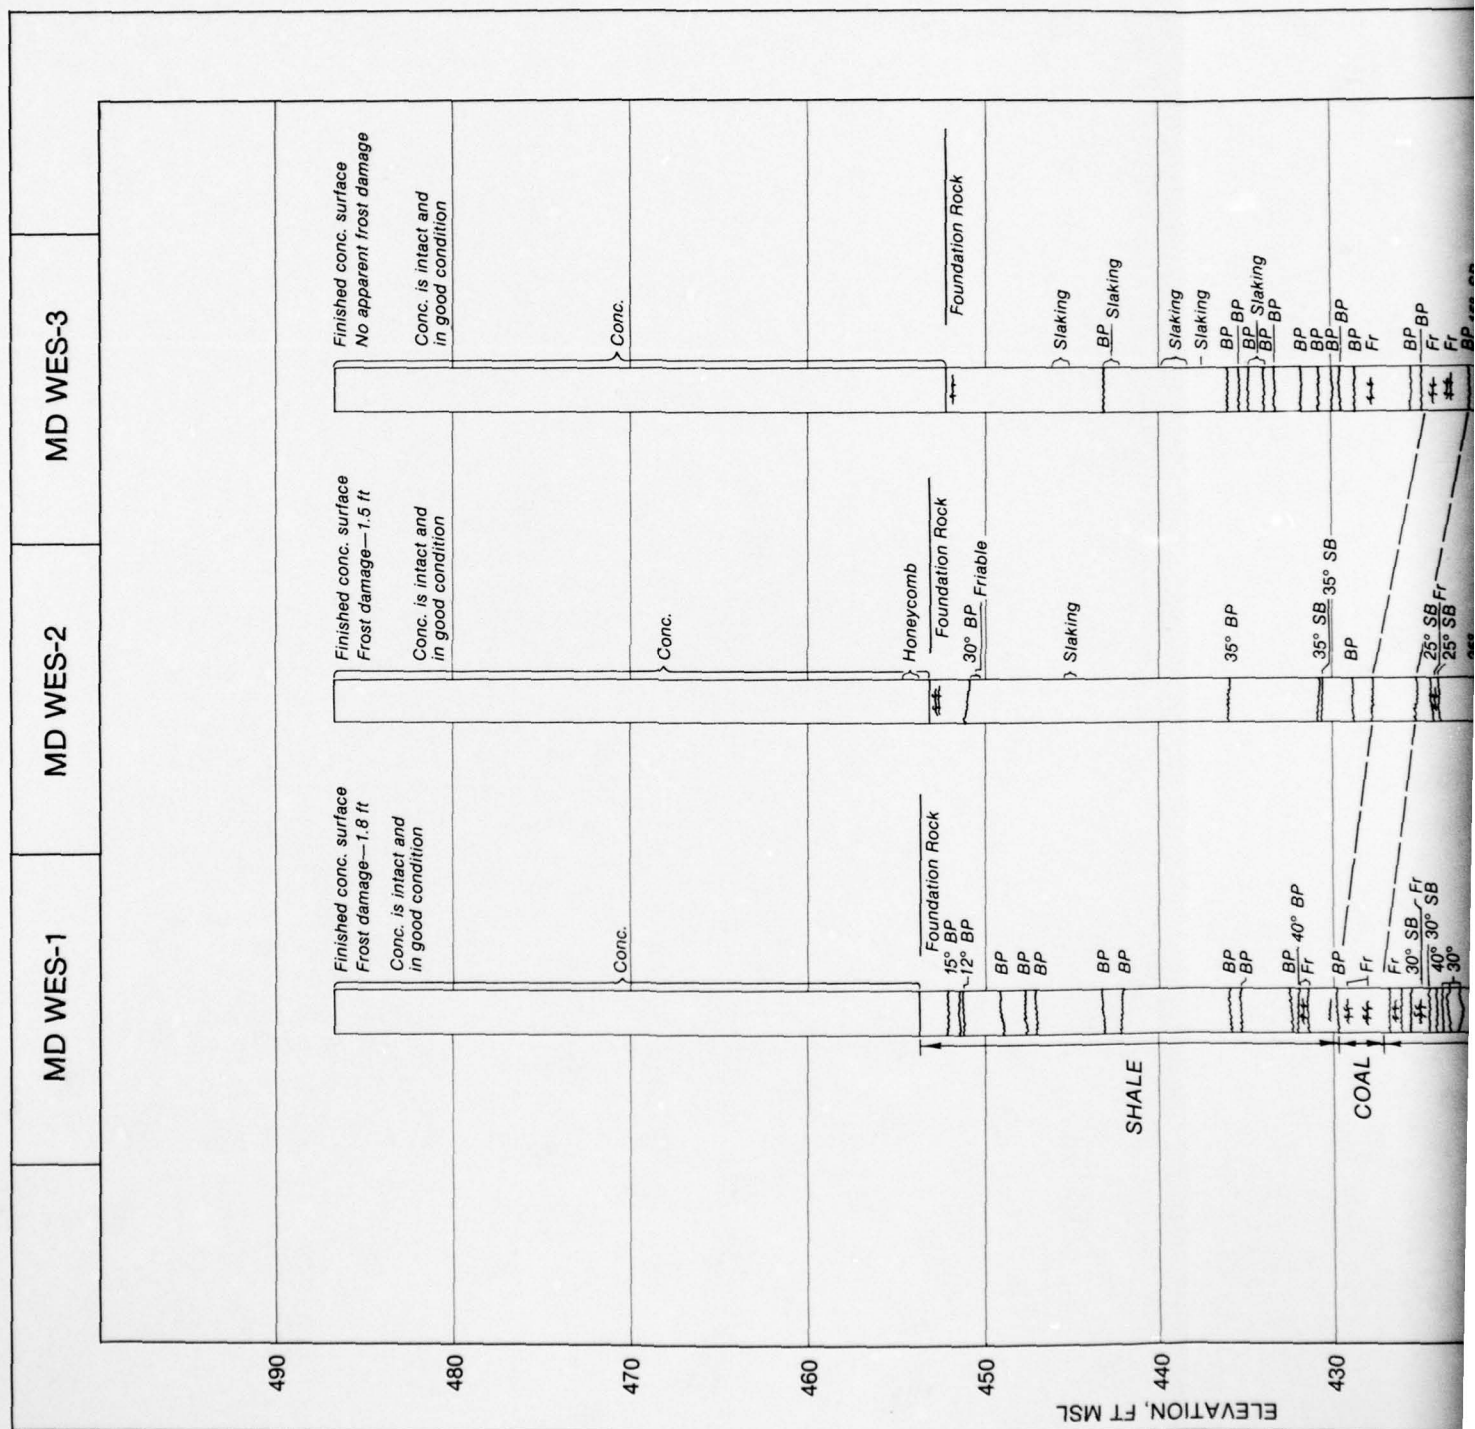 MD WES-1
MD WES-2
MD WES-3
Finished conc. surface
Frost damage—1.8 ft
Conc. is intact and
in good condition
Conc.
Foundation Rock
15° BP
12° BP
BP
BP
BP
BP
BP
BP
BP
BP
40° BP
Fr
BP
Fr
Fr
30° SB
Fr
40° 30° SB
30°
Finished conc. surface
Frost damage—1.5 ft
Conc. is intact and
in good condition
Conc.
Honeycomb
Foundation Rock
30° BP
Friable
Slaking
35° BP
35° SB
35° SB
BP
25° SB
Fr
25° SB
Finished conc. surface
No apparent frost damage
Conc. is intact and
in good condition
Conc.
Foundation Rock
Slaking
BP
Slaking
Slaking
Slaking
BP
BP
BP
BP
Slaking
BP
BP
BP
BP
BP
BP
BP
Fr
BP
BP
Fr
Fr
BP
SHALE
COAL
490
480
470
460
450
440
430
ELEVATION, FT MSL